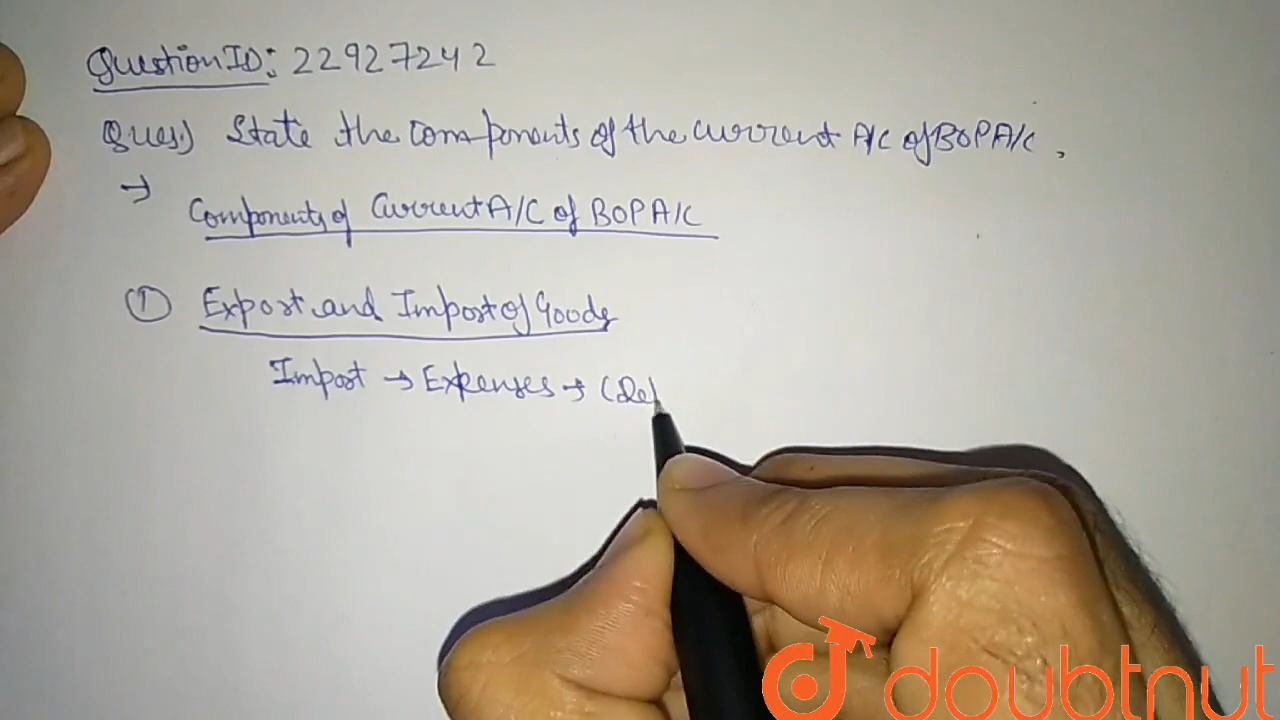 Question ID: 22927242
Ques) State the components of the current A/C of BOP A/C.
→ Components of Current A/C of BOP A/C
① Export and Import of Goods
Import → Expenses → (De)
doubtnut